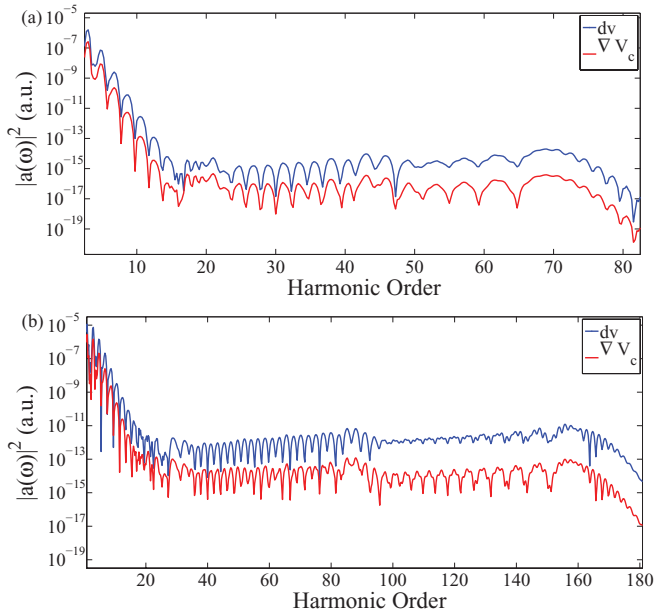 (a)
10^-5
10^-7
10^-9
10^-11
10^-13
10^-15
10^-17
10^-19
|a(ω)|^2 (a.u.)
dv
∇ V_c
10 20 30 40 50 60 70 80
Harmonic Order
(b)
10^-5
10^-7
10^-9
10^-11
10^-13
10^-15
10^-17
10^-19
|a(ω)|^2 (a.u.)
dv
∇ V_c
20 40 60 80 100 120 140 160 180
Harmonic Order